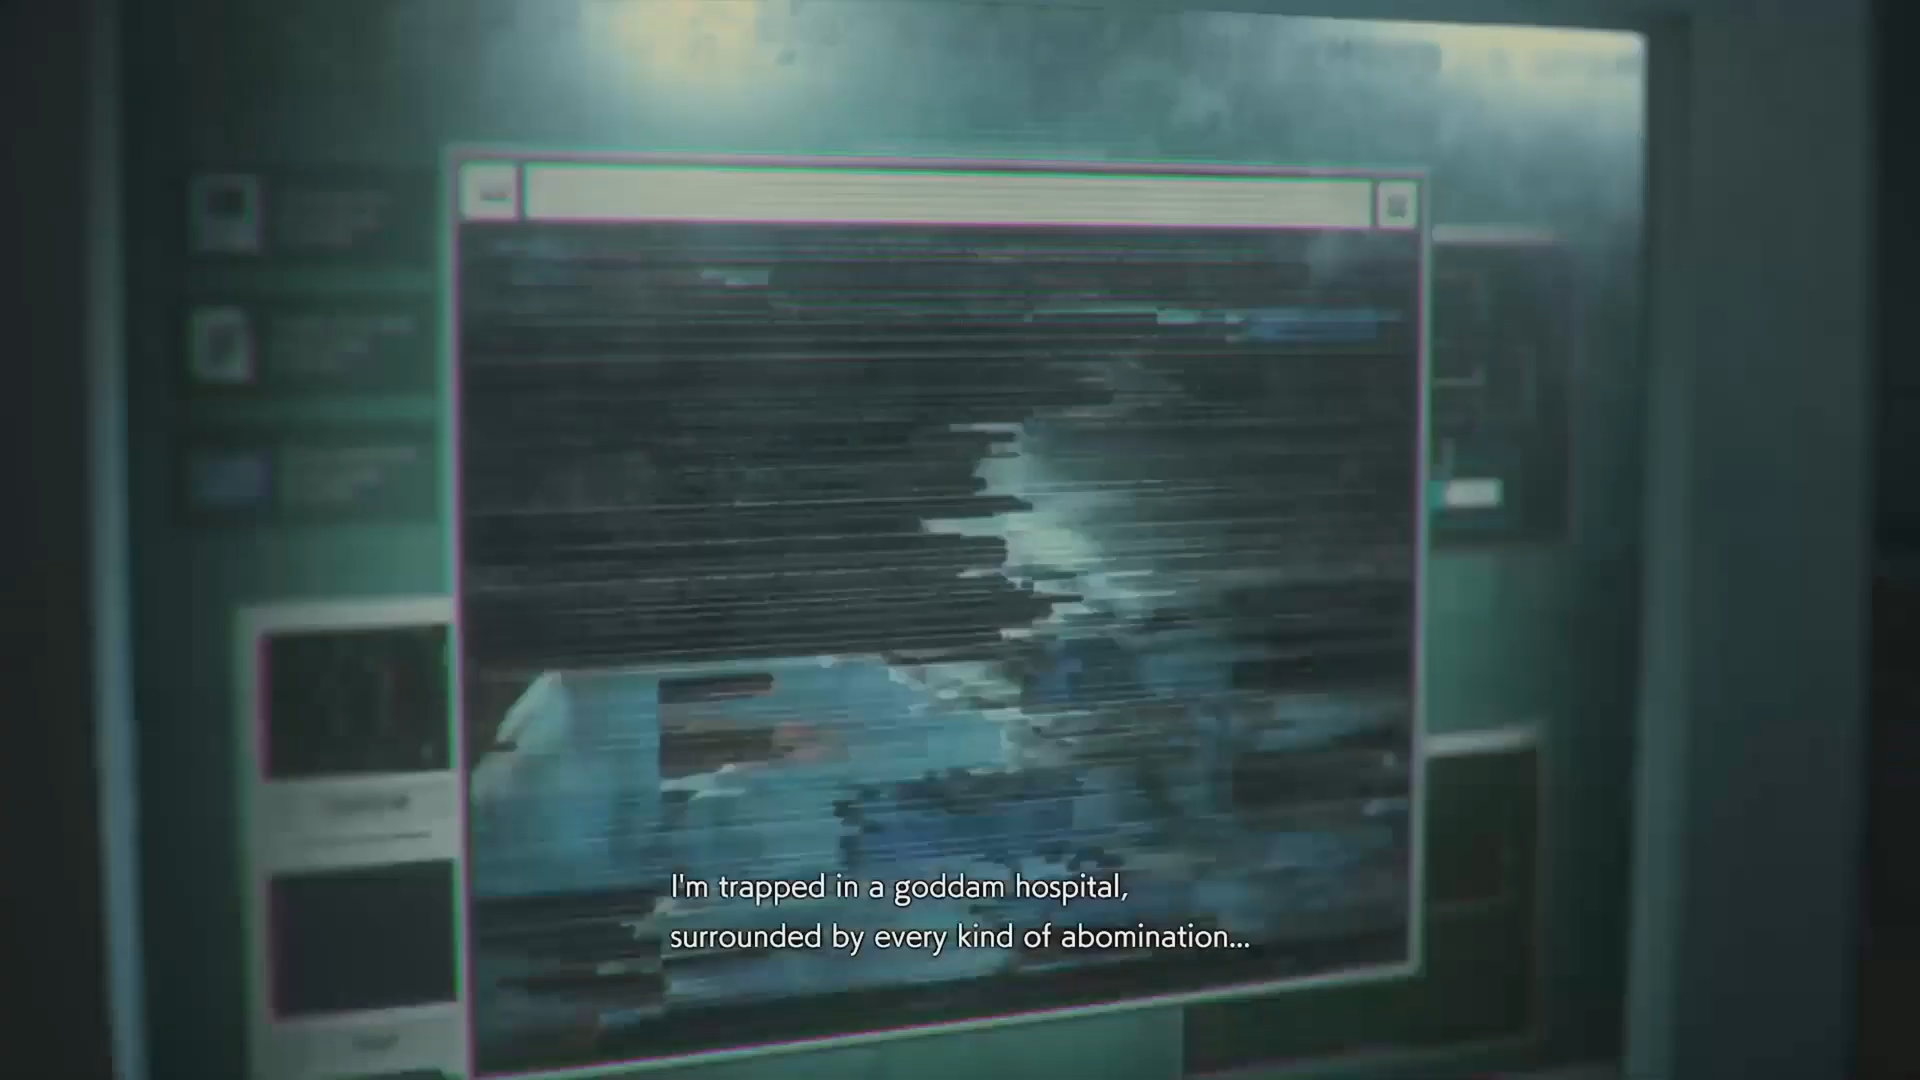 I'm trapped in a goddam hospital,
surrounded by every kind of abomination...